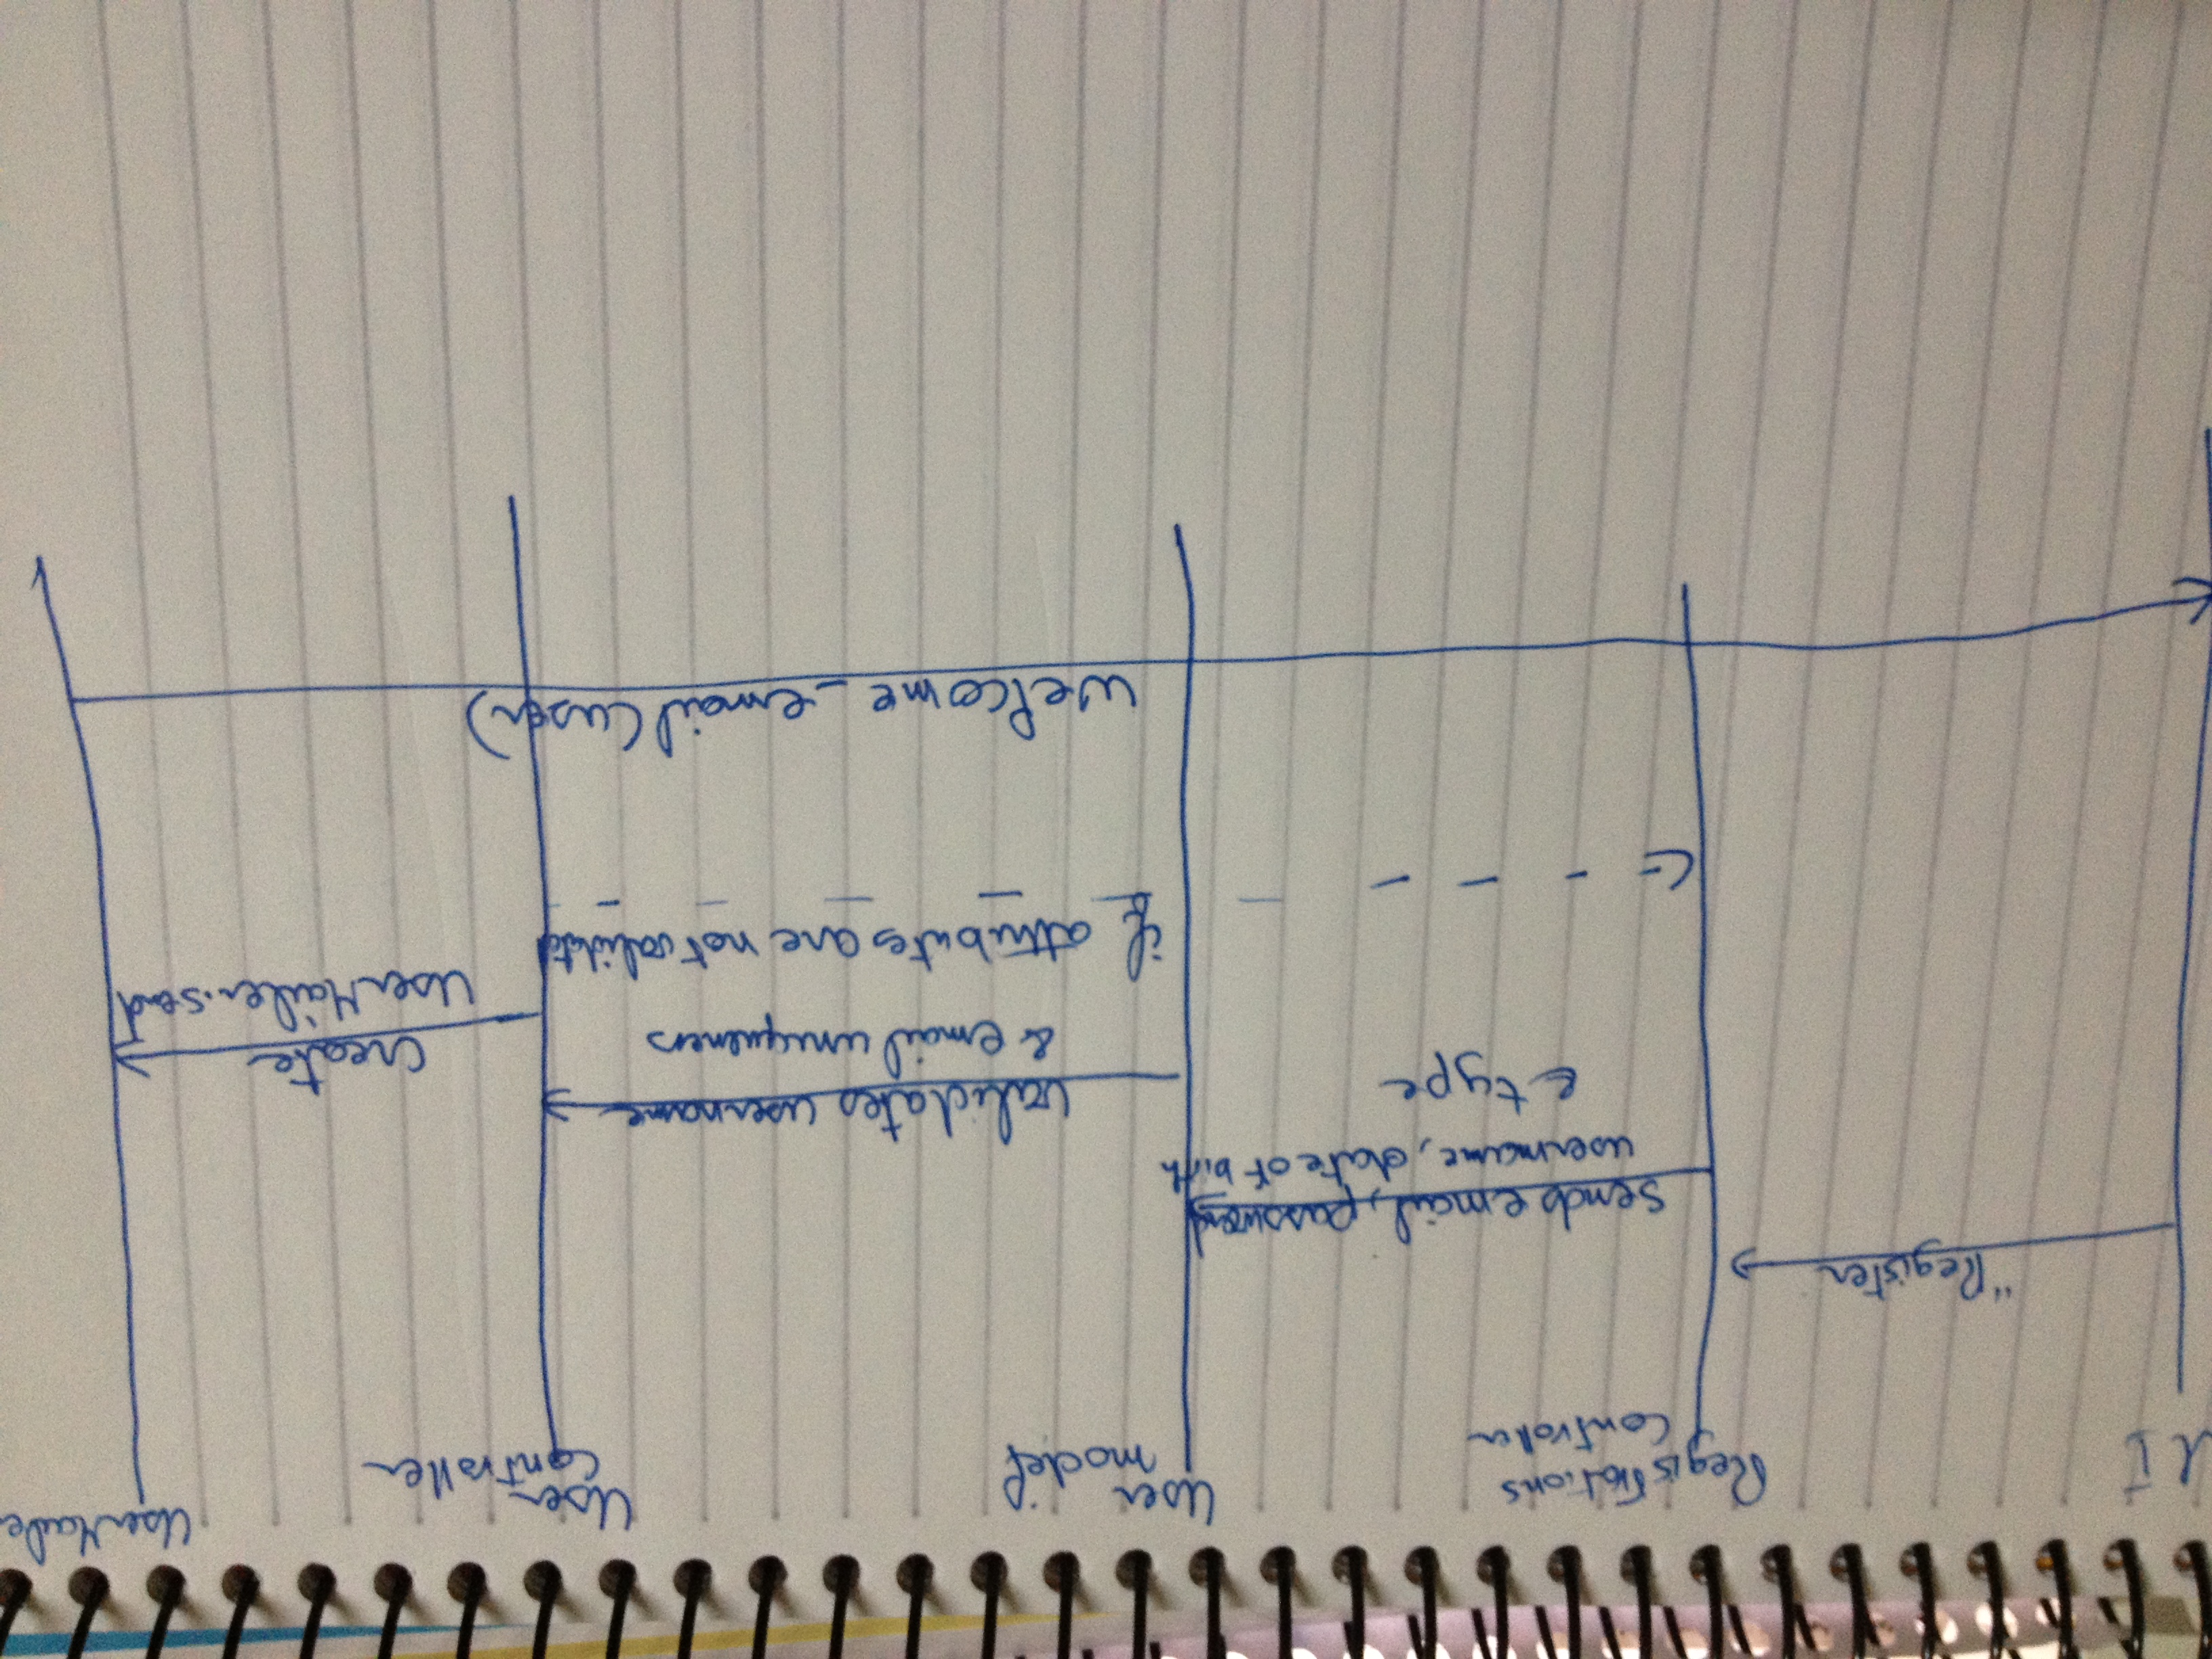 UI
Registrations
Controller
User
model
User
Controller
UserMaile
"Register
sends email, password
username, date of birth
& type
validates username
& email uniqueness
create
UserMailer.send
if attributes are not validated
welcome_email(user)